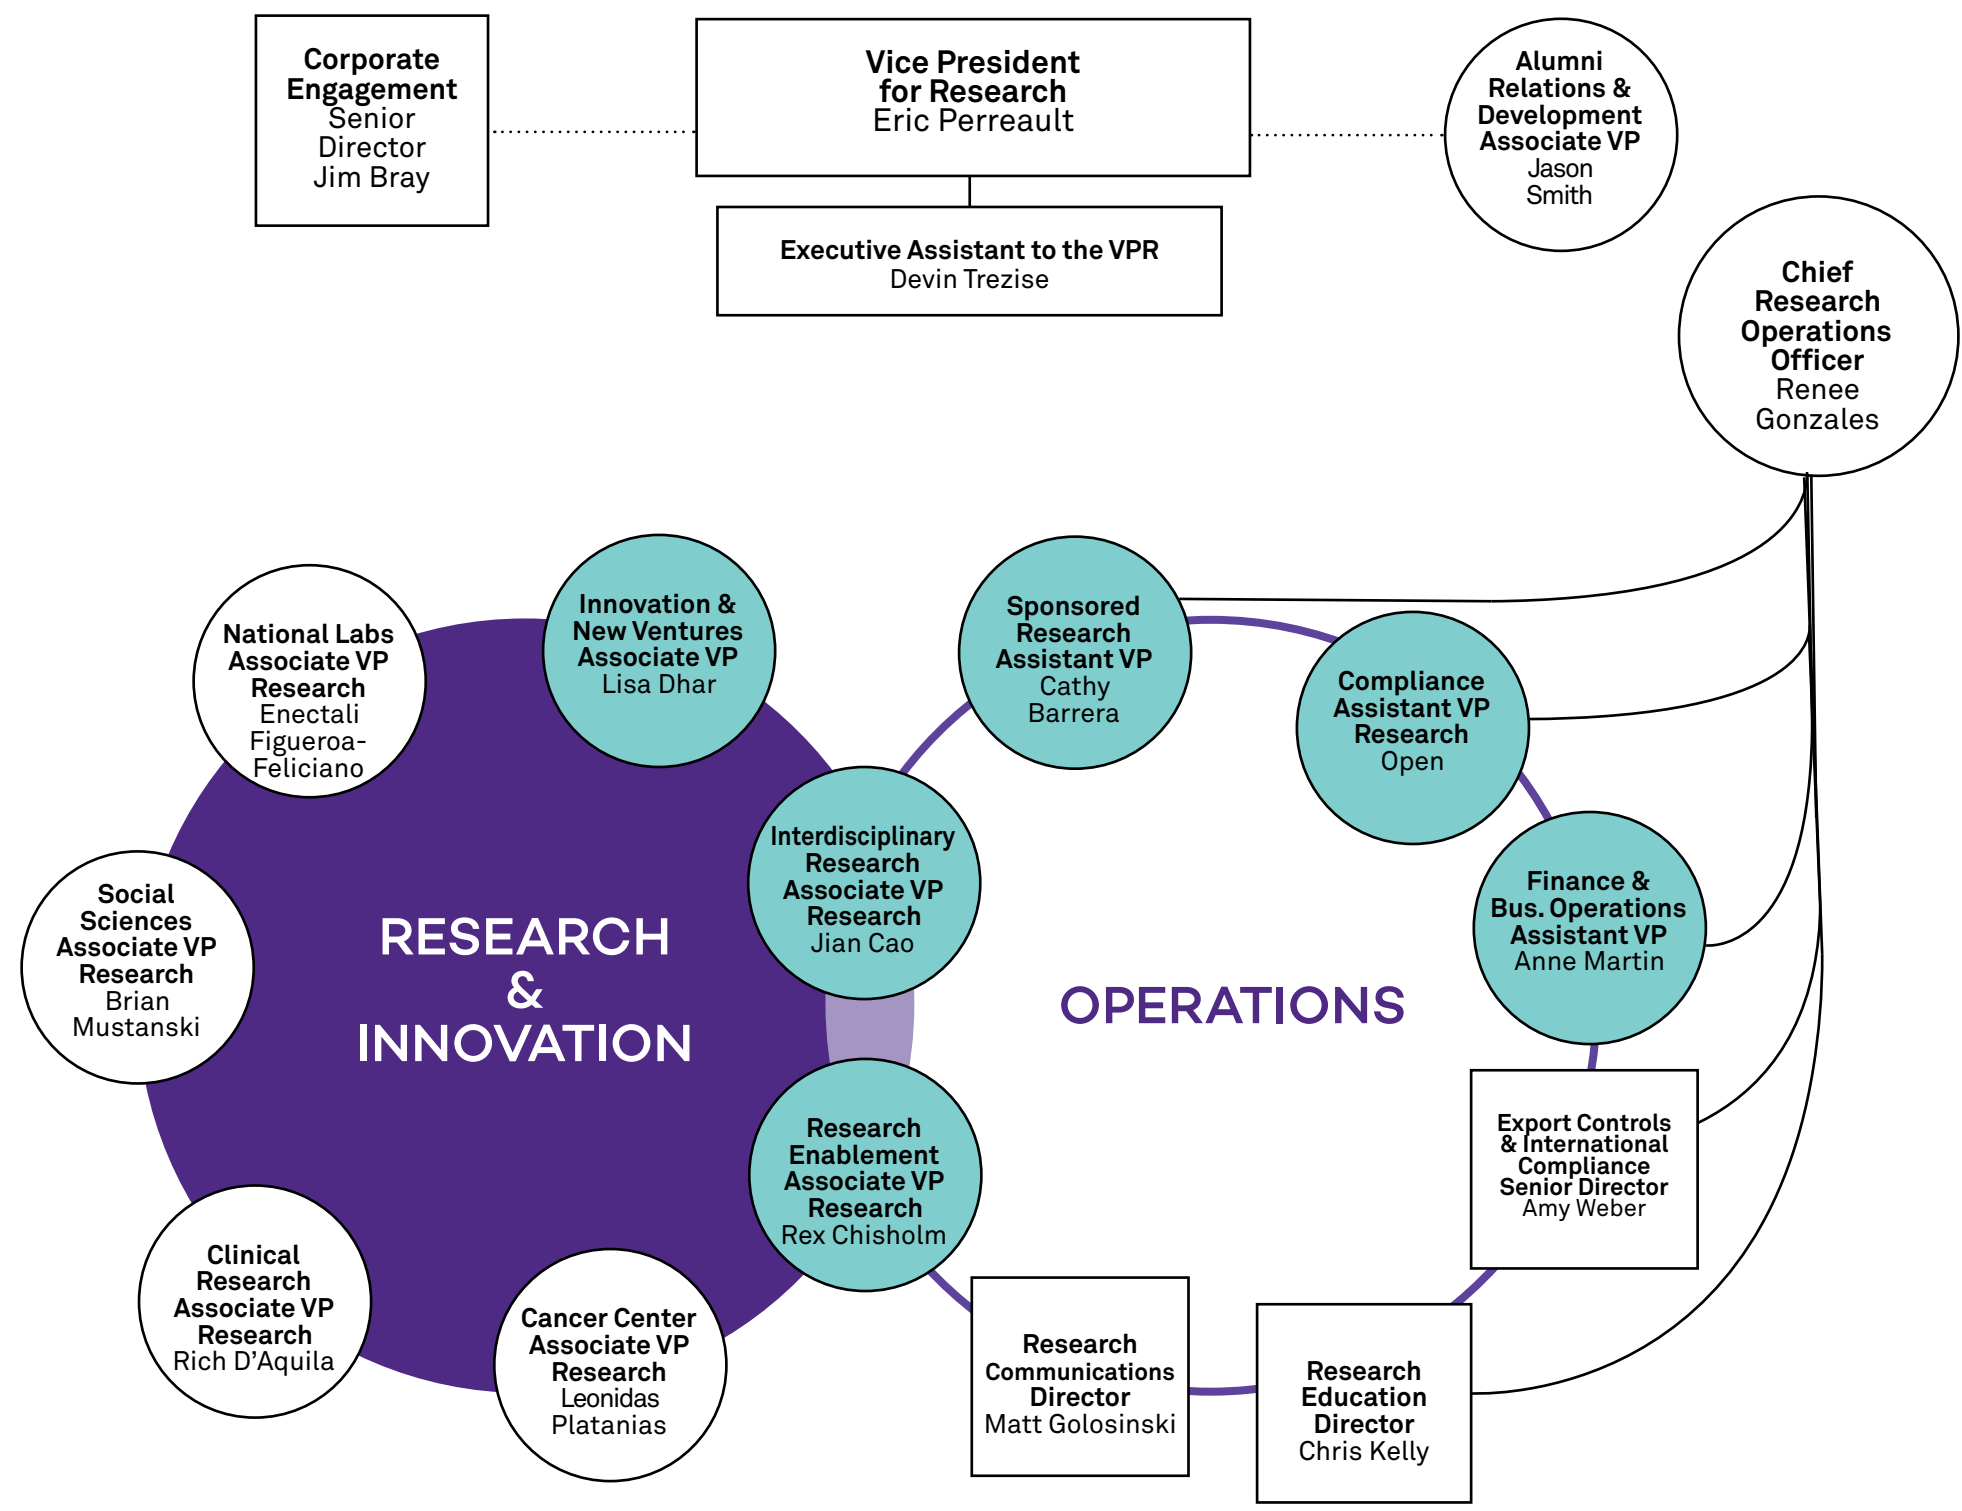 Corporate
Engagement
Senior
Director
Jim Bray
Vice President
for Research
Eric Perreault
Alumni
Relations &
Development
Associate VP
Jason
Smith
Executive Assistant to the VPR
Devin Trezise
Chief
Research
Operations
Officer
Renee
Gonzales
National Labs
Associate VP
Research
Enectali
Figueroa-
Feliciano
Innovation &
New Ventures
Associate VP
Lisa Dhar
Sponsored
Research
Assistant VP
Cathy
Barrera
Compliance
Assistant VP
Research
Open
Interdisciplinary
Research
Associate VP
Research
Jian Cao
Finance &
Bus. Operations
Assistant VP
Anne Martin
Social
Sciences
Associate VP
Research
Brian
Mustanski
RESEARCH
&
INNOVATION
OPERATIONS
Research
Enablement
Associate VP
Research
Rex Chisholm
Export Controls
& International
Compliance
Senior Director
Amy Weber
Clinical
Research
Associate VP
Research
Rich D'Aquila
Cancer Center
Associate VP
Research
Leonidas
Platanias
Research
Communications
Director
Matt Golosinski
Research
Education
Director
Chris Kelly